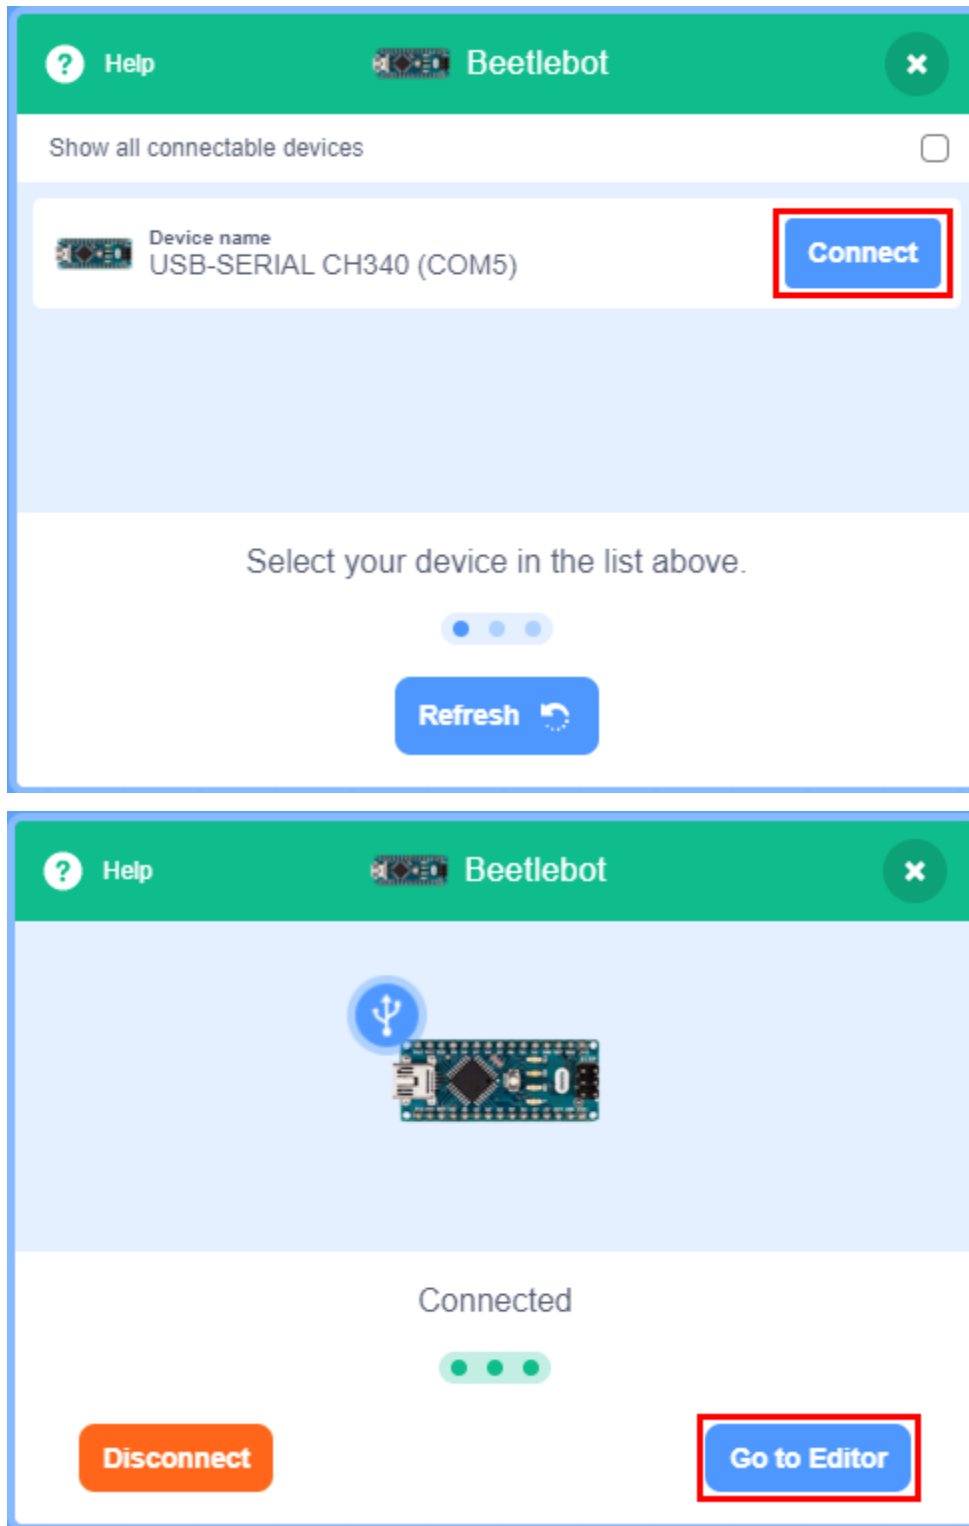 ? Help
Beetlebot
Show all connectable devices
Device name
USB-SERIAL CH340 (COM5)
Connect
Select your device in the list above.
Refresh
? Help
Beetlebot
Connected
Disconnect
Go to Editor